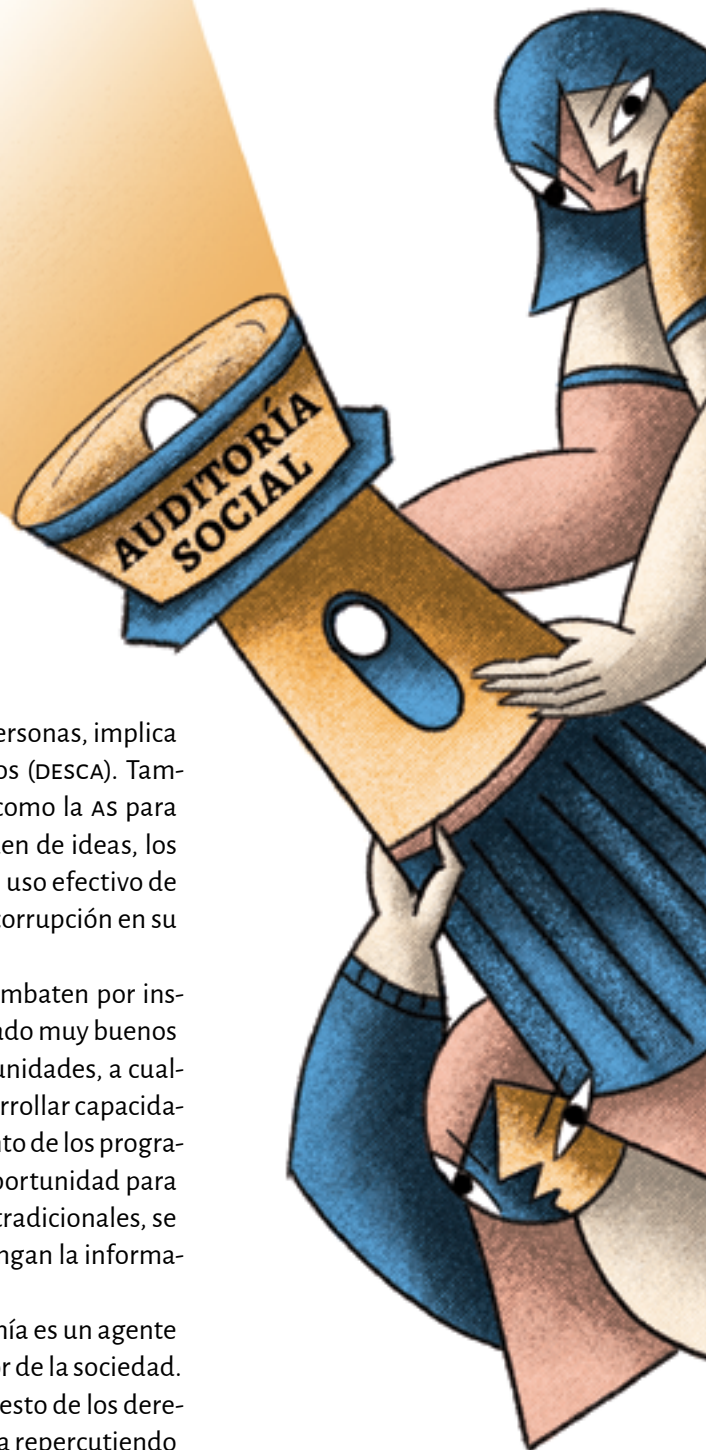 AUDITORÍA
SOCIAL
ersonas, implica
os (DESCA). Tam-
como la AS para
en de ideas, los
uso efectivo de
corrupción en su
mbaten por ins-
ado muy buenos
unidades, a cual-
rrollar capacida-
nto de los progra-
portunidad para
tradicionales, se
ngan la informa-
nía es un agente
or de la sociedad.
esto de los dere-
a repercutiendo